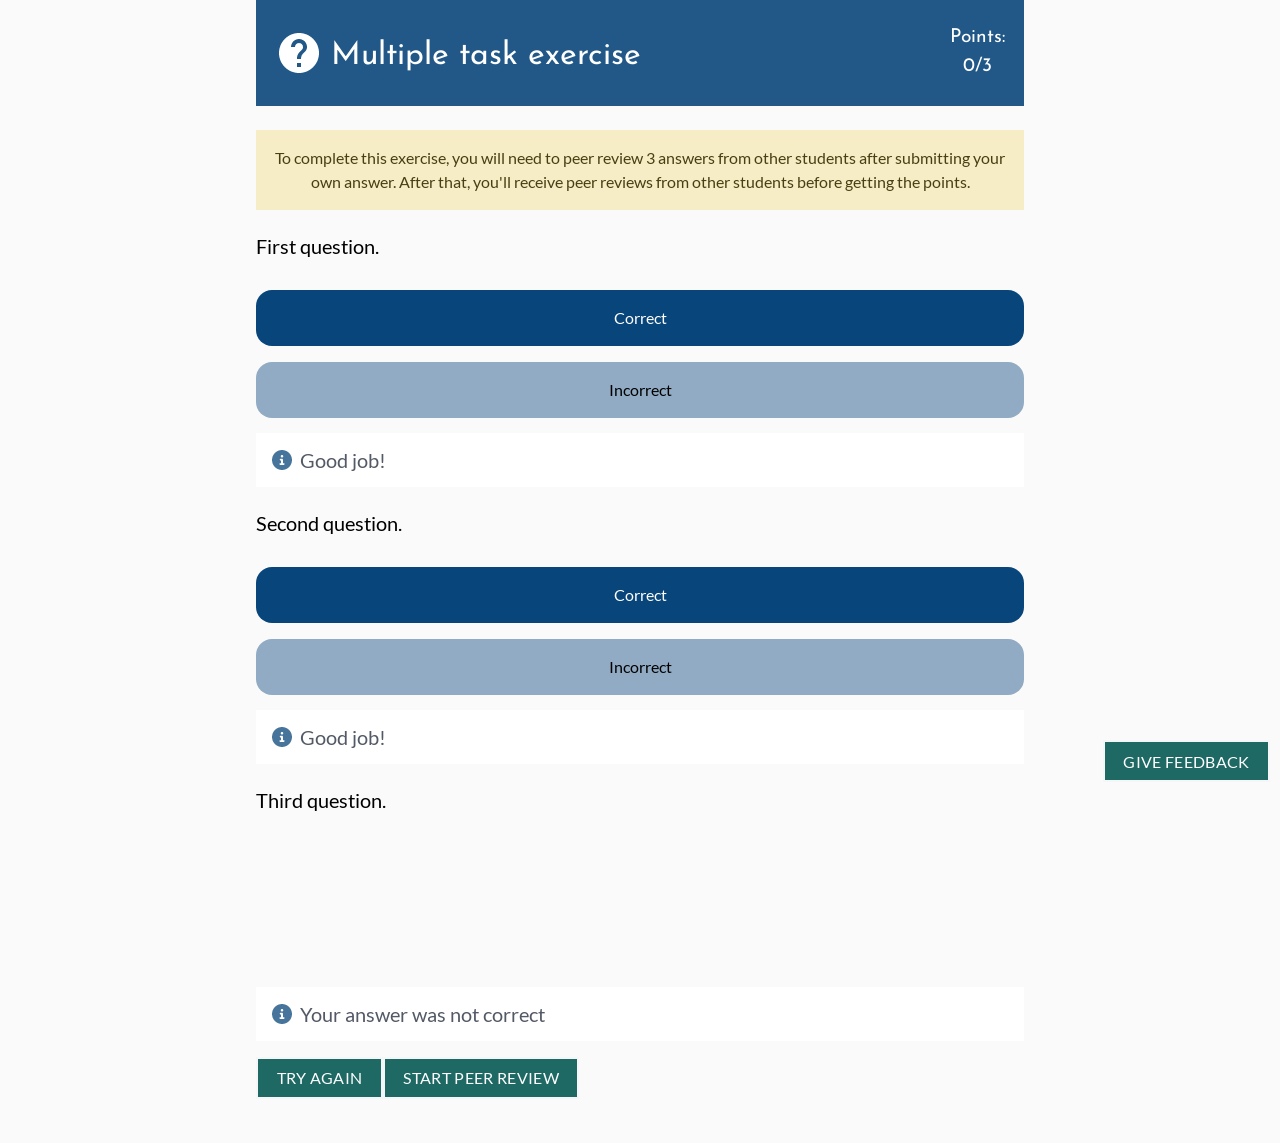 Multiple task exercise
Points:
0/3
To complete this exercise, you will need to peer review 3 answers from other students after submitting your
own answer. After that, you'll receive peer reviews from other students before getting the points.
First question.
Correct
Incorrect
Good job!
Second question.
Correct
Incorrect
Good job!
GIVE FEEDBACK
Third question.
Your answer was not correct
TRY AGAIN
START PEER REVIEW